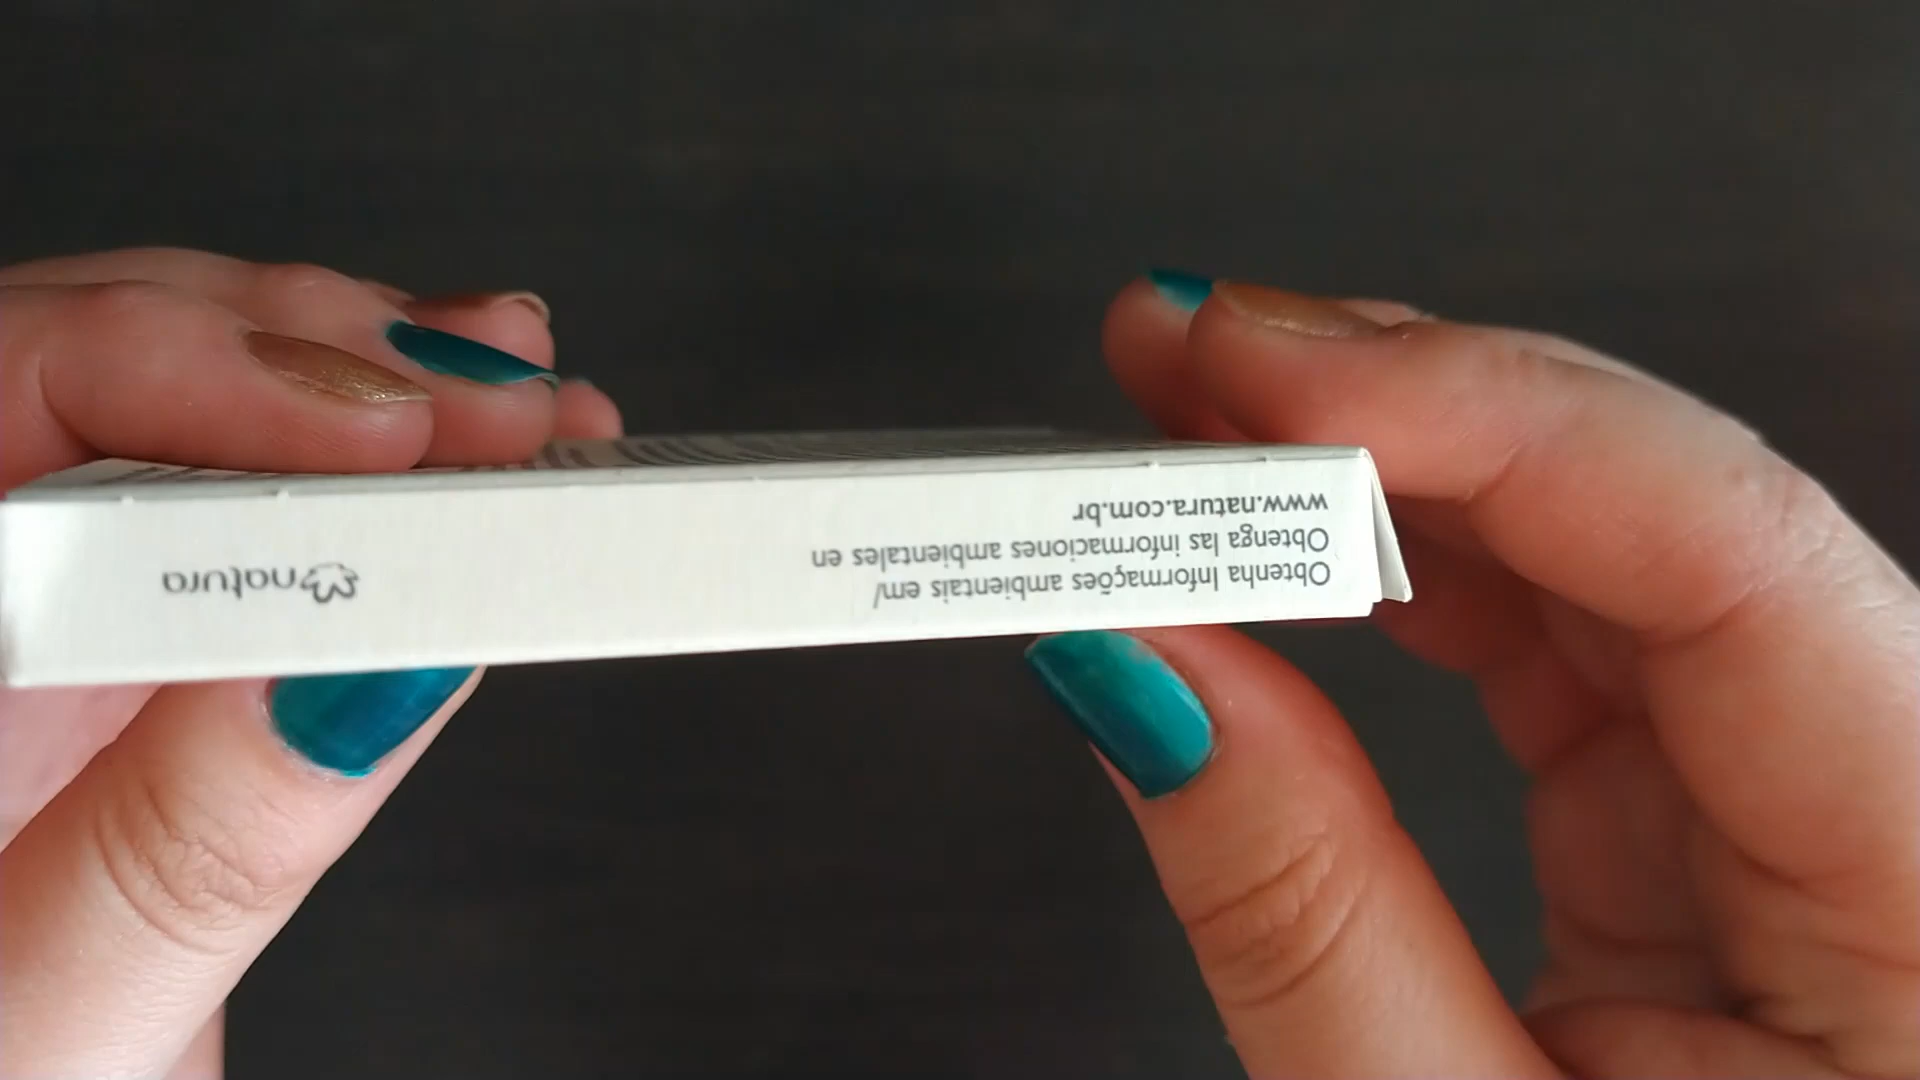 Obtenha Informações ambientais em/
Obtenga las informaciones ambientales en
www.natura.com.br
natura